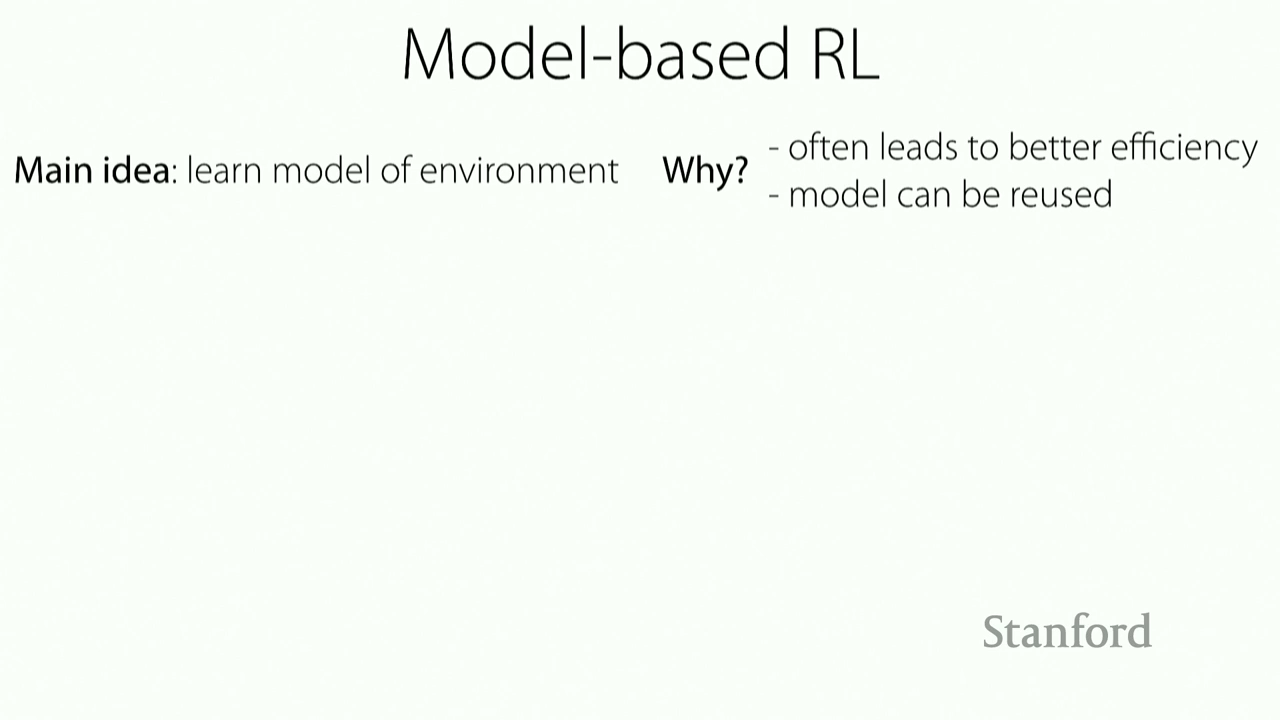 Model-based RL
Main idea: learn model of environment
Why?
- often leads to better efficiency
- model can be reused
Stanford